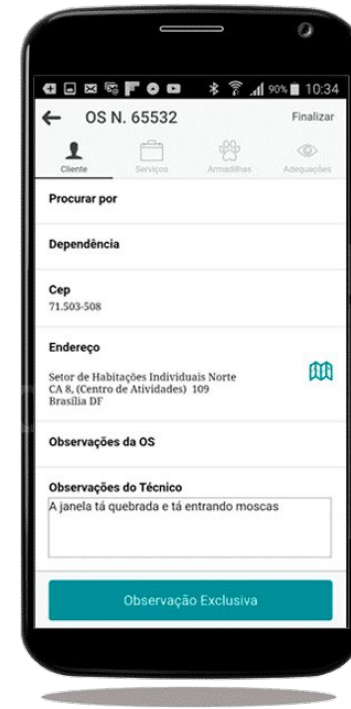 90% 10:34
OS N. 65532 Finalizar
Cliente Serviços Armadilhas Adequações
Procurar por
Dependência
Cep
71.503-508
Endereço
Setor de Habitações Individuais Norte
CA 8, (Centro de Atividades) 109
Brasília DF
Observações da OS
Observações do Técnico
A janela tá quebrada e tá entrando moscas
Observação Exclusiva